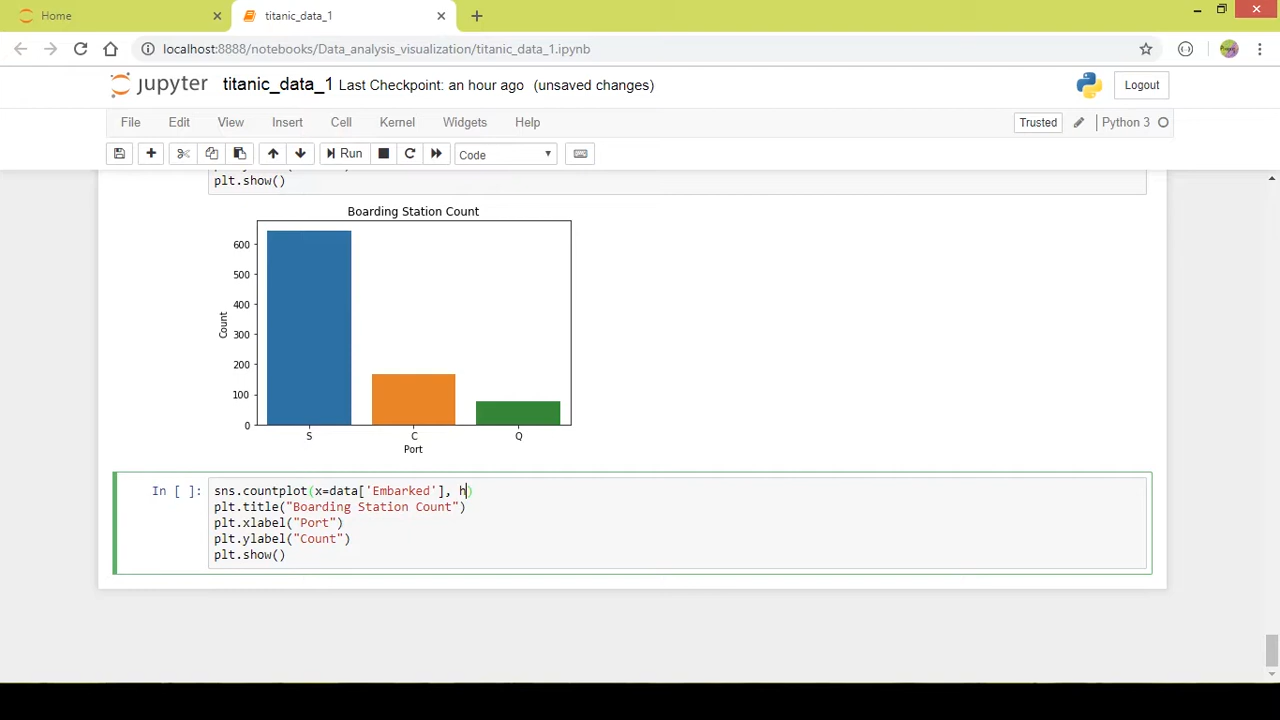 Home
titanic_data_1
localhost:8888/notebooks/Data_analysis_visualization/titanic_data_1.ipynb
jupyter titanic_data_1 Last Checkpoint: an hour ago (unsaved changes) Logout
File Edit View Insert Cell Kernel Widgets Help Trusted Python 3
Run Code
plt.show()
Boarding Station Count
600
500
400
300
200
100
0
Count
S C Q
Port
In [ ]: sns.countplot(x=data['Embarked'], h)
plt.title("Boarding Station Count")
plt.xlabel("Port")
plt.ylabel("Count")
plt.show()